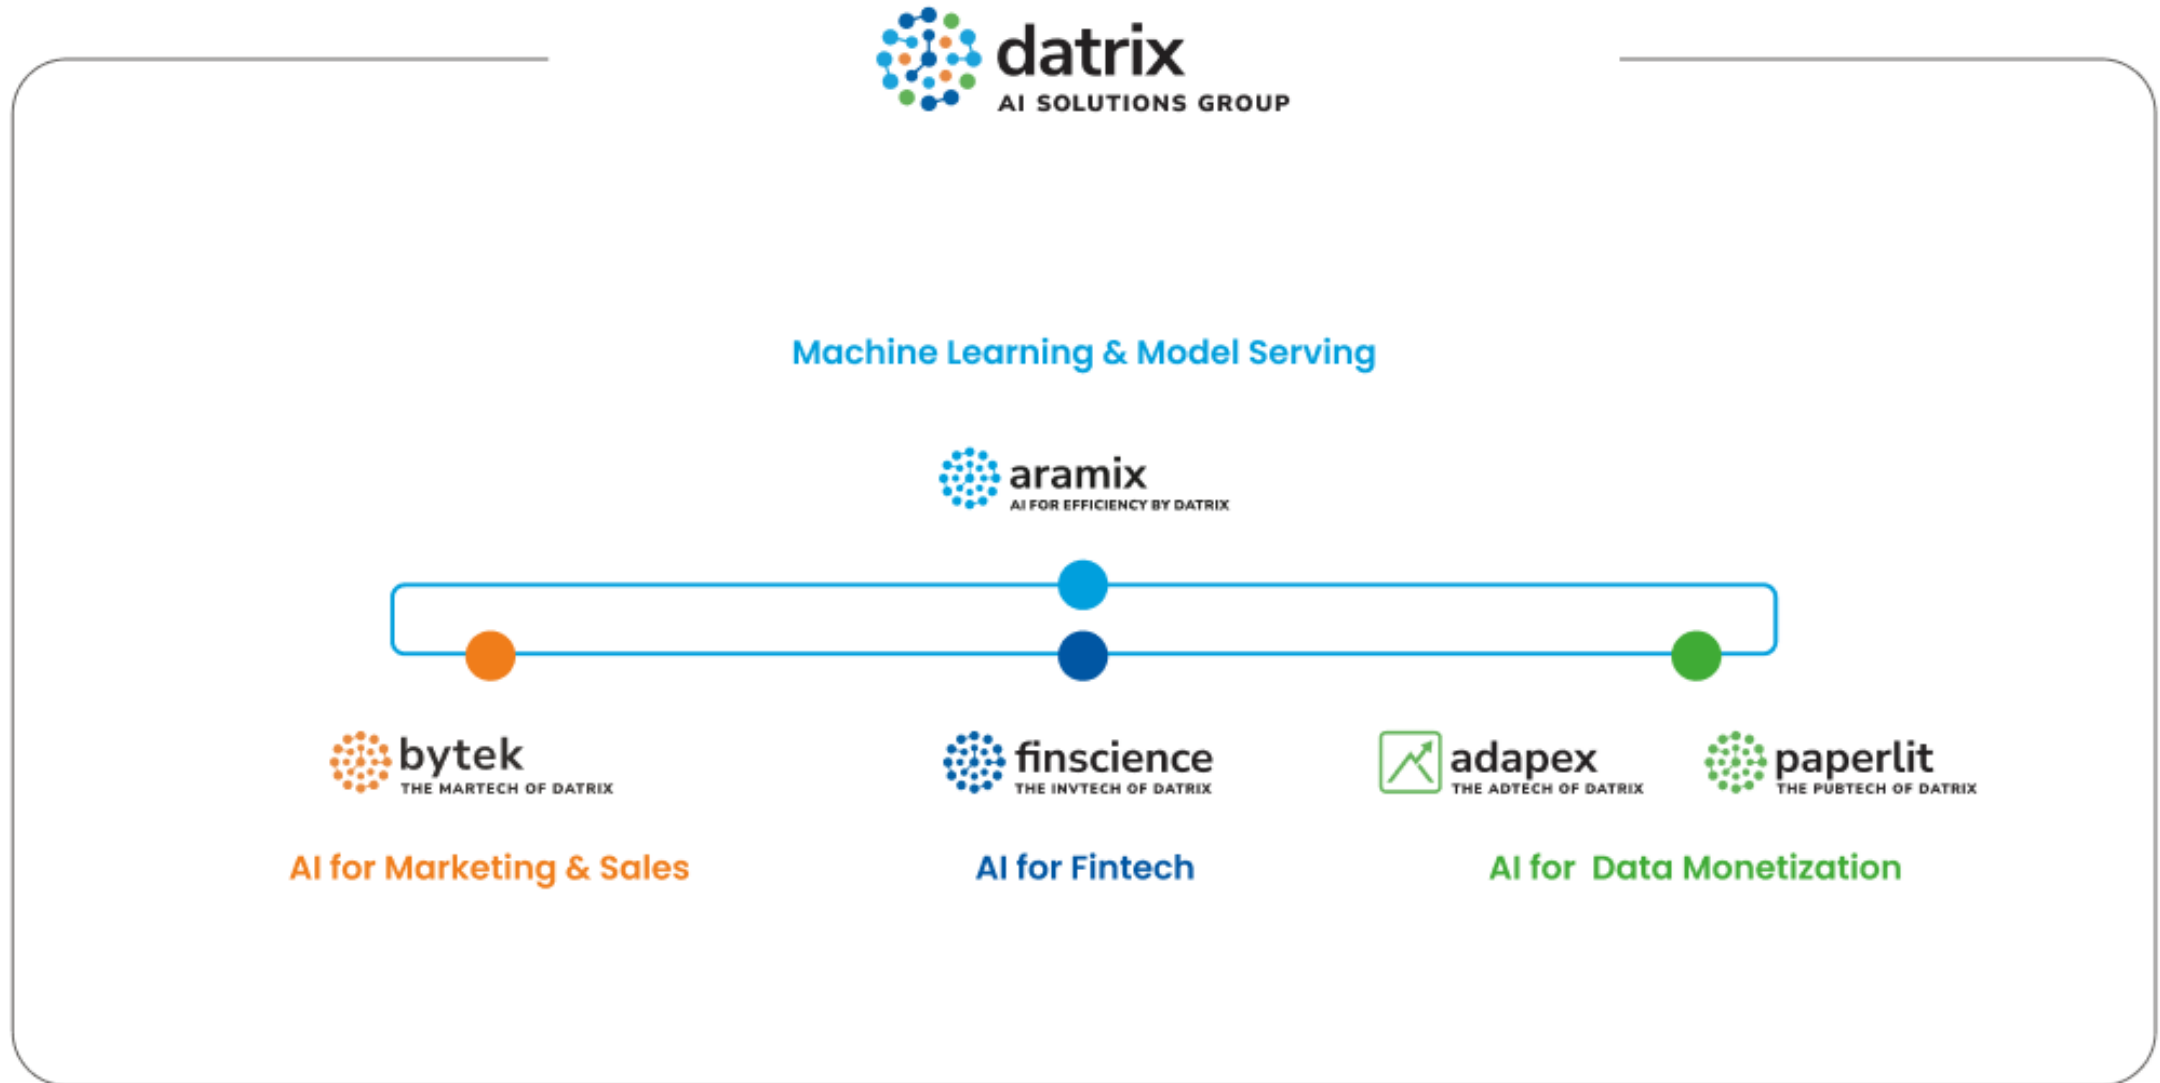 datrix
AI SOLUTIONS GROUP
Machine Learning & Model Serving
aramix
AI FOR EFFICIENCY BY DATRIX
bytek
THE MARTECH OF DATRIX
finscience
THE INVTECH OF DATRIX
adapex
THE ADTECH OF DATRIX
paperlit
THE PUBTECH OF DATRIX
AI for Marketing & Sales
AI for Fintech
AI for Data Monetization